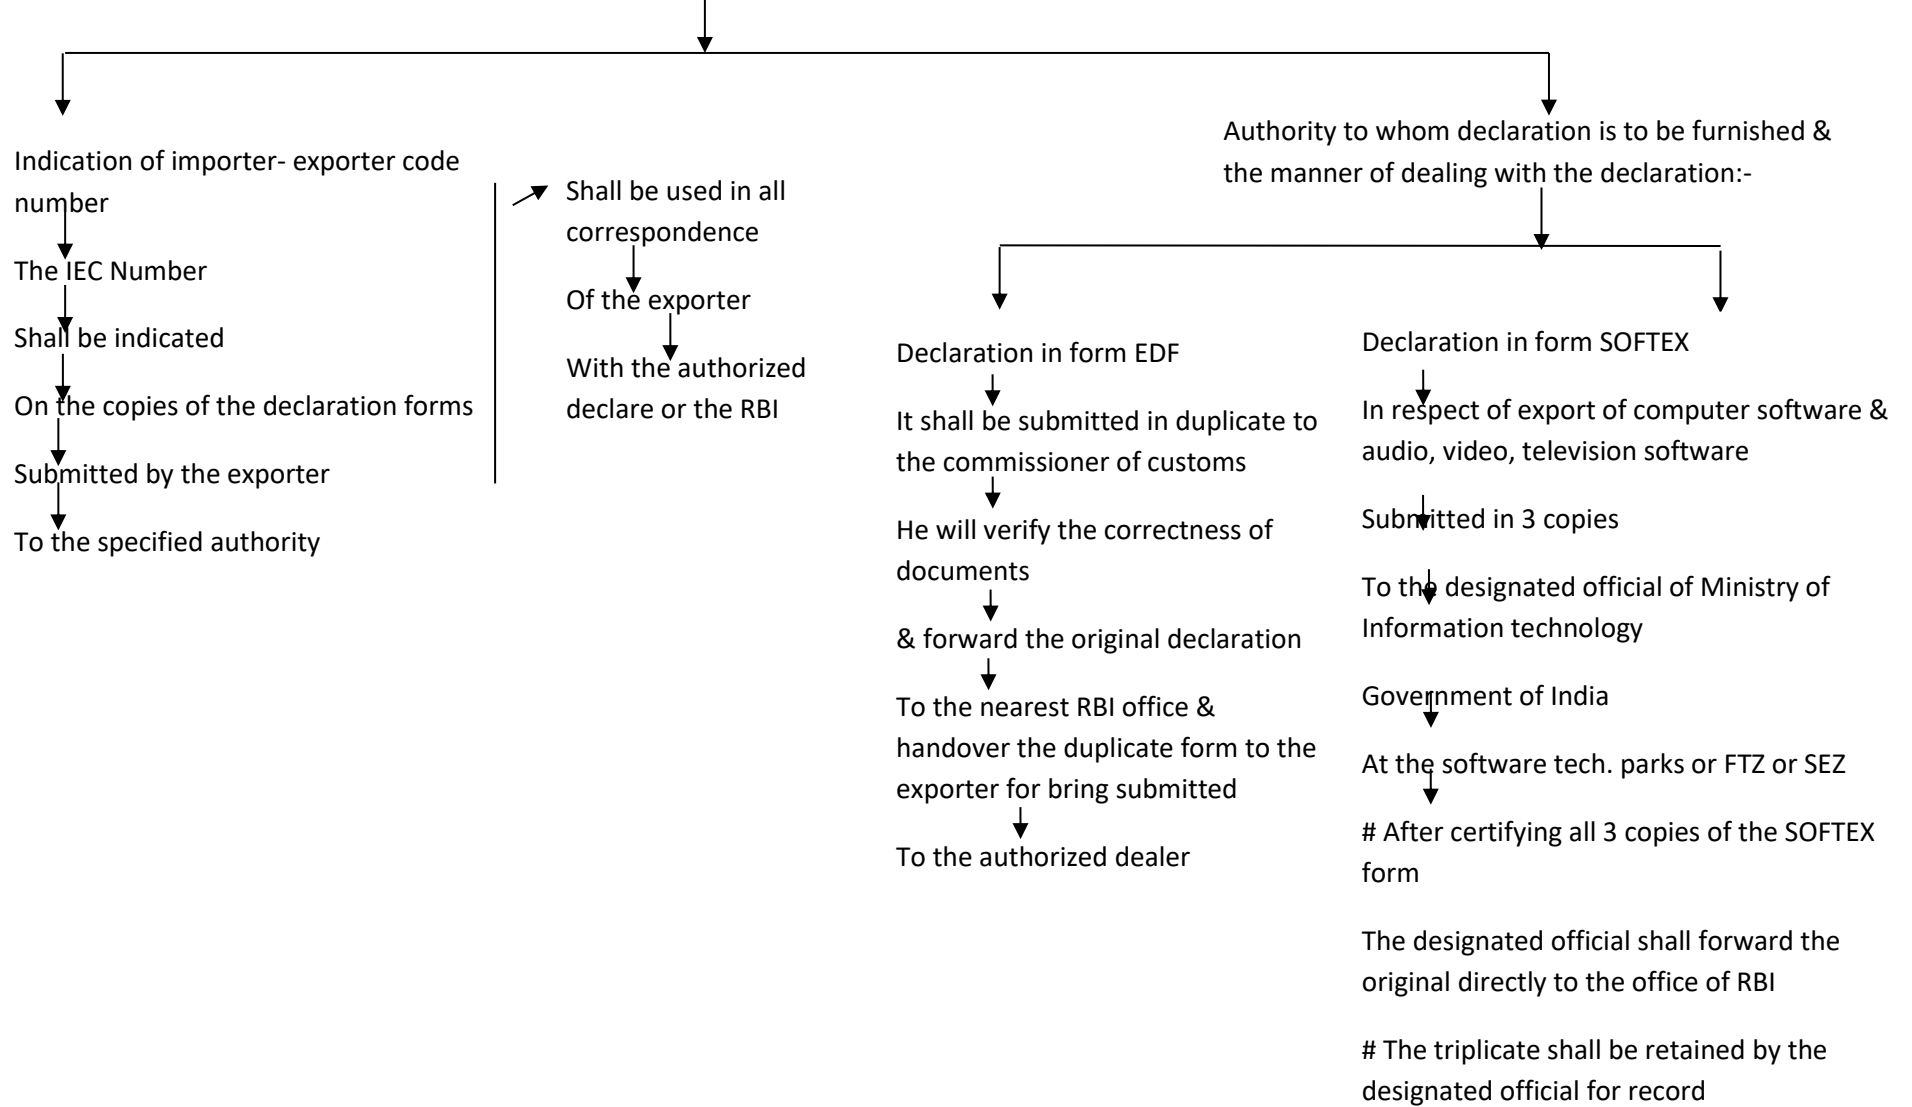 Indication of importer- exporter code
number
The IEC Number
Shall be indicated
On the copies of the declaration forms
Submitted by the exporter
To the specified authority
Shall be used in all
correspondence
Of the exporter
With the authorized
declare or the RBI
Authority to whom declaration is to be furnished &
the manner of dealing with the declaration:-
Declaration in form EDF
It shall be submitted in duplicate to
the commissioner of customs
He will verify the correctness of
documents
& forward the original declaration
To the nearest RBI office &
handover the duplicate form to the
exporter for bring submitted
To the authorized dealer
Declaration in form SOFTEX
In respect of export of computer software &
audio, video, television software
Submitted in 3 copies
To the designated official of Ministry of
Information technology
Government of India
At the software tech. parks or FTZ or SEZ
# After certifying all 3 copies of the SOFTEX
form
The designated official shall forward the
original directly to the office of RBI
# The triplicate shall be retained by the
designated official for record